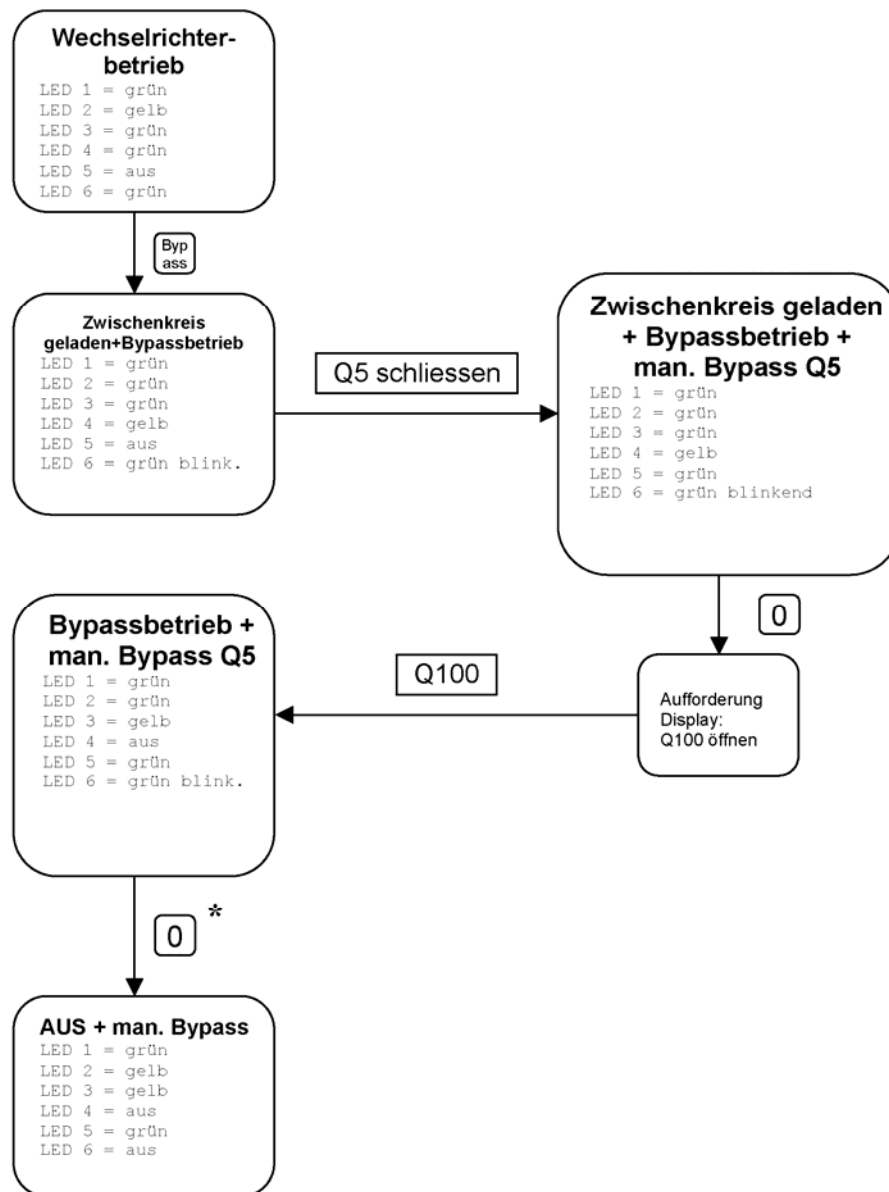 Wechselrichter-
betrieb
LED 1 = grün
LED 2 = gelb
LED 3 = grün
LED 4 = grün
LED 5 = aus
LED 6 = grün
Byp
ass
Zwischenkreis
geladen+Bypassbetrieb
LED 1 = grün
LED 2 = grün
LED 3 = grün
LED 4 = gelb
LED 5 = aus
LED 6 = grün blink.
Q5 schliessen
Zwischenkreis geladen
+ Bypassbetrieb +
man. Bypass Q5
LED 1 = grün
LED 2 = grün
LED 3 = grün
LED 4 = gelb
LED 5 = grün
LED 6 = grün blinkend
0
Aufforderung
Display:
Q100 öffnen
Q100
Bypassbetrieb +
man. Bypass Q5
LED 1 = grün
LED 2 = grün
LED 3 = gelb
LED 4 = aus
LED 5 = grün
LED 6 = grün blink.
0 *
AUS + man. Bypass
LED 1 = grün
LED 2 = gelb
LED 3 = gelb
LED 4 = aus
LED 5 = grün
LED 6 = aus